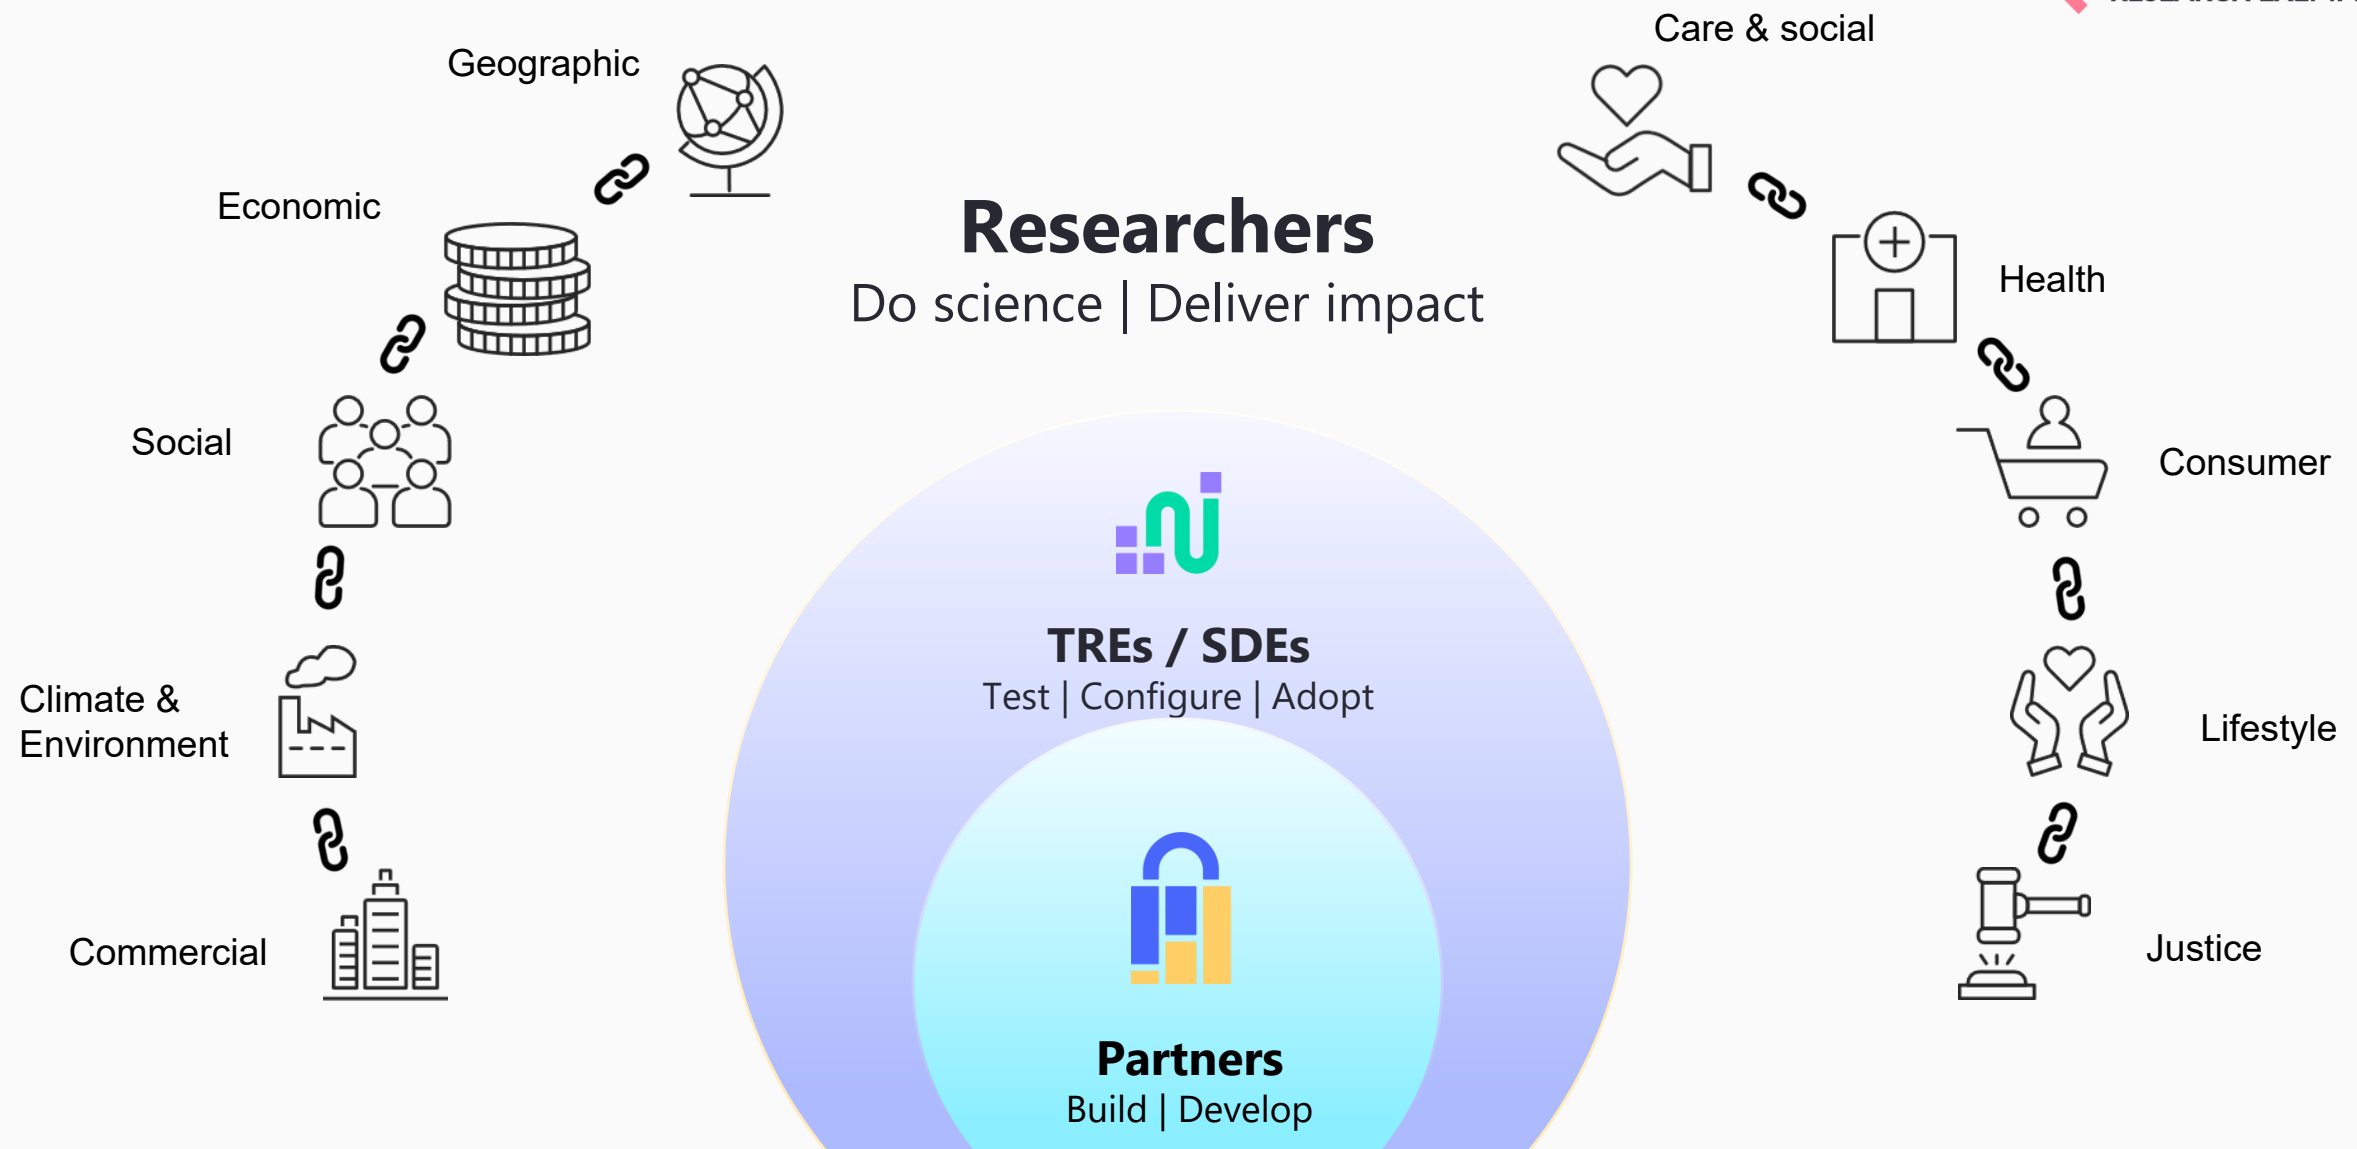 Care & social
Geographic
Economic
Researchers
Do science | Deliver impact
Health
Social
Consumer
TREs / SDEs
Test | Configure | Adopt
Climate &
Environment
Lifestyle
Commercial
Justice
Partners
Build | Develop